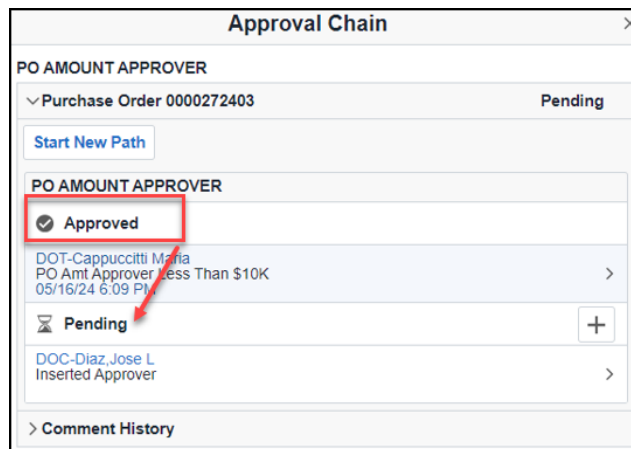 Approval Chain
PO AMOUNT APPROVER
Purchase Order 0000272403 Pending
Start New Path
PO AMOUNT APPROVER
Approved
DOT-Cappuccitti Maria
PO Amt Approver Less Than $10K
05/16/24 6:09 PM
Pending
DOC-Diaz,Jose L
Inserted Approver
Comment History